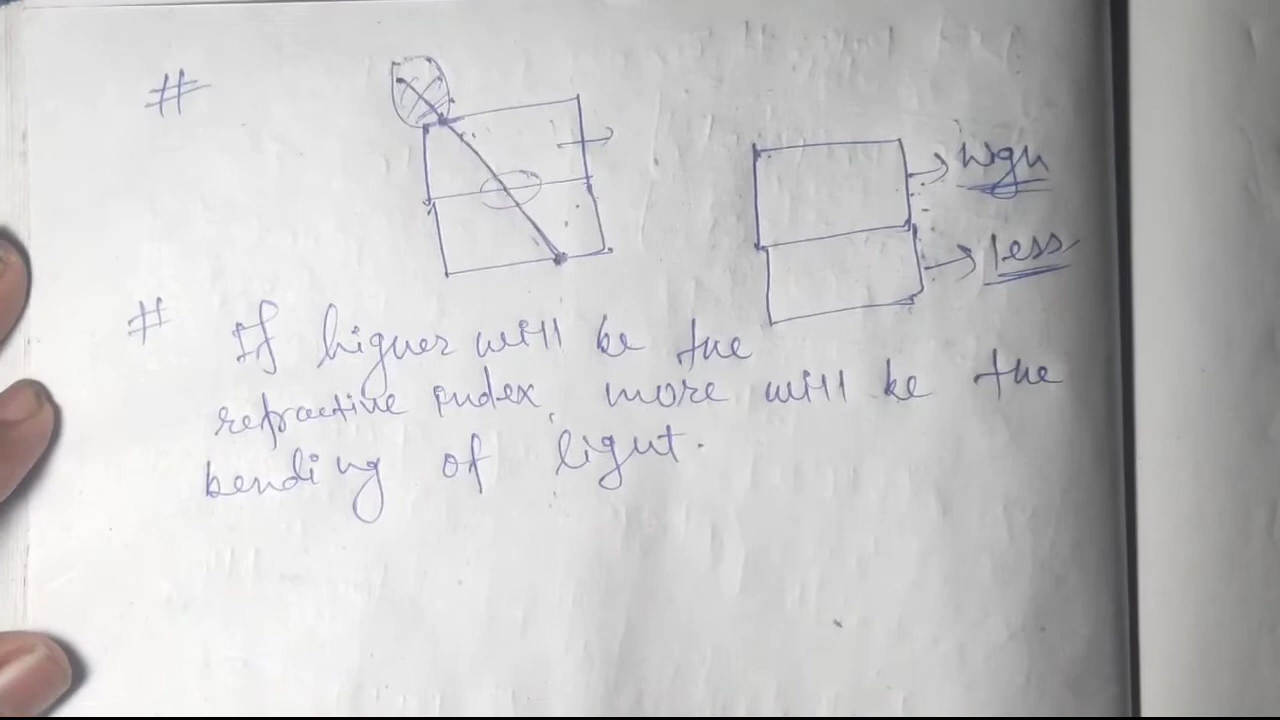 #
high
less
# If higher will be the
refractive index, more will be the
bending of light.